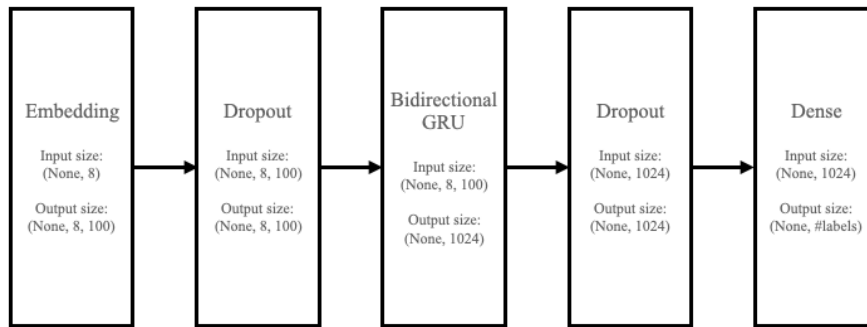 Embedding
Input size:
(None, 8)
Output size:
(None, 8, 100)
Dropout
Input size:
(None, 8, 100)
Output size:
(None, 8, 100)
Bidirectional
GRU
Input size:
(None, 8, 100)
Output size:
(None, 1024)
Dropout
Input size:
(None, 1024)
Output size:
(None, 1024)
Dense
Input size:
(None, 1024)
Output size:
(None, #labels)